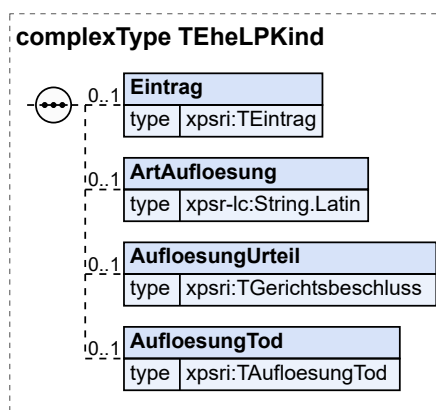 complexType TEheLPKind
0..1 Eintrag
type xpsri:TEintrag
0..1 ArtAufloesung
type xpsr-lc:String.Latin
0..1 AufloesungUrteil
type xpsri:TGerichtsbeschluss
0..1 AufloesungTod
type xpsri:TAufloesungTod